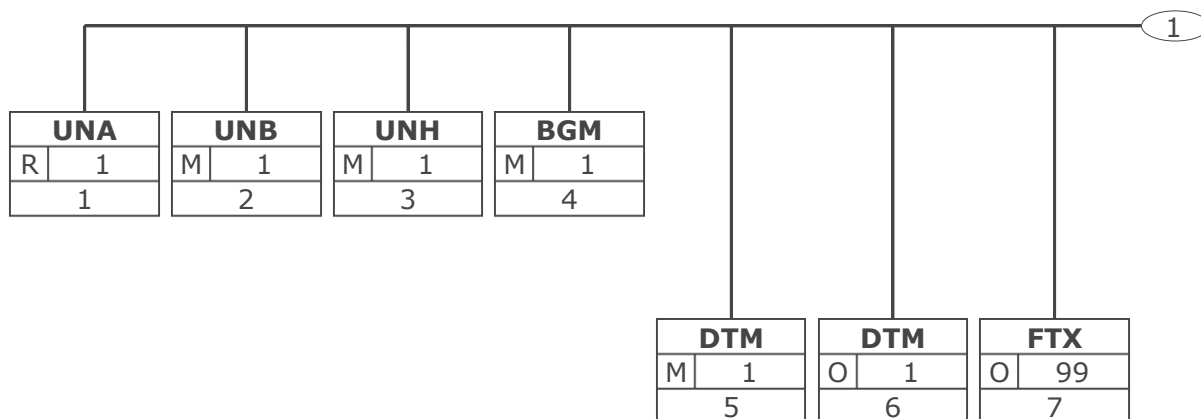 1
UNA UNB UNH BGM
R 1 M 1 M 1 M 1
1 2 3 4
DTM DTM FTX
M 1 O 1 O 99
5 6 7